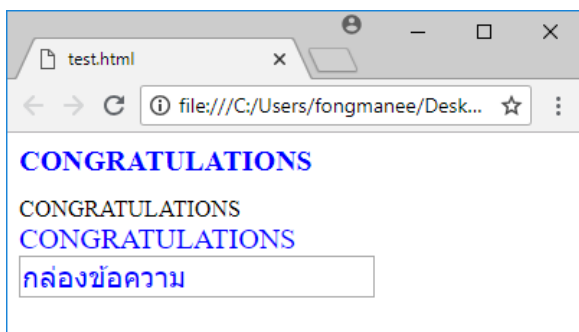 test.html
file:///C:/Users/fongmanee/Desk...
CONGRATULATIONS
CONGRATULATIONS
CONGRATULATIONS
กล่องข้อความ